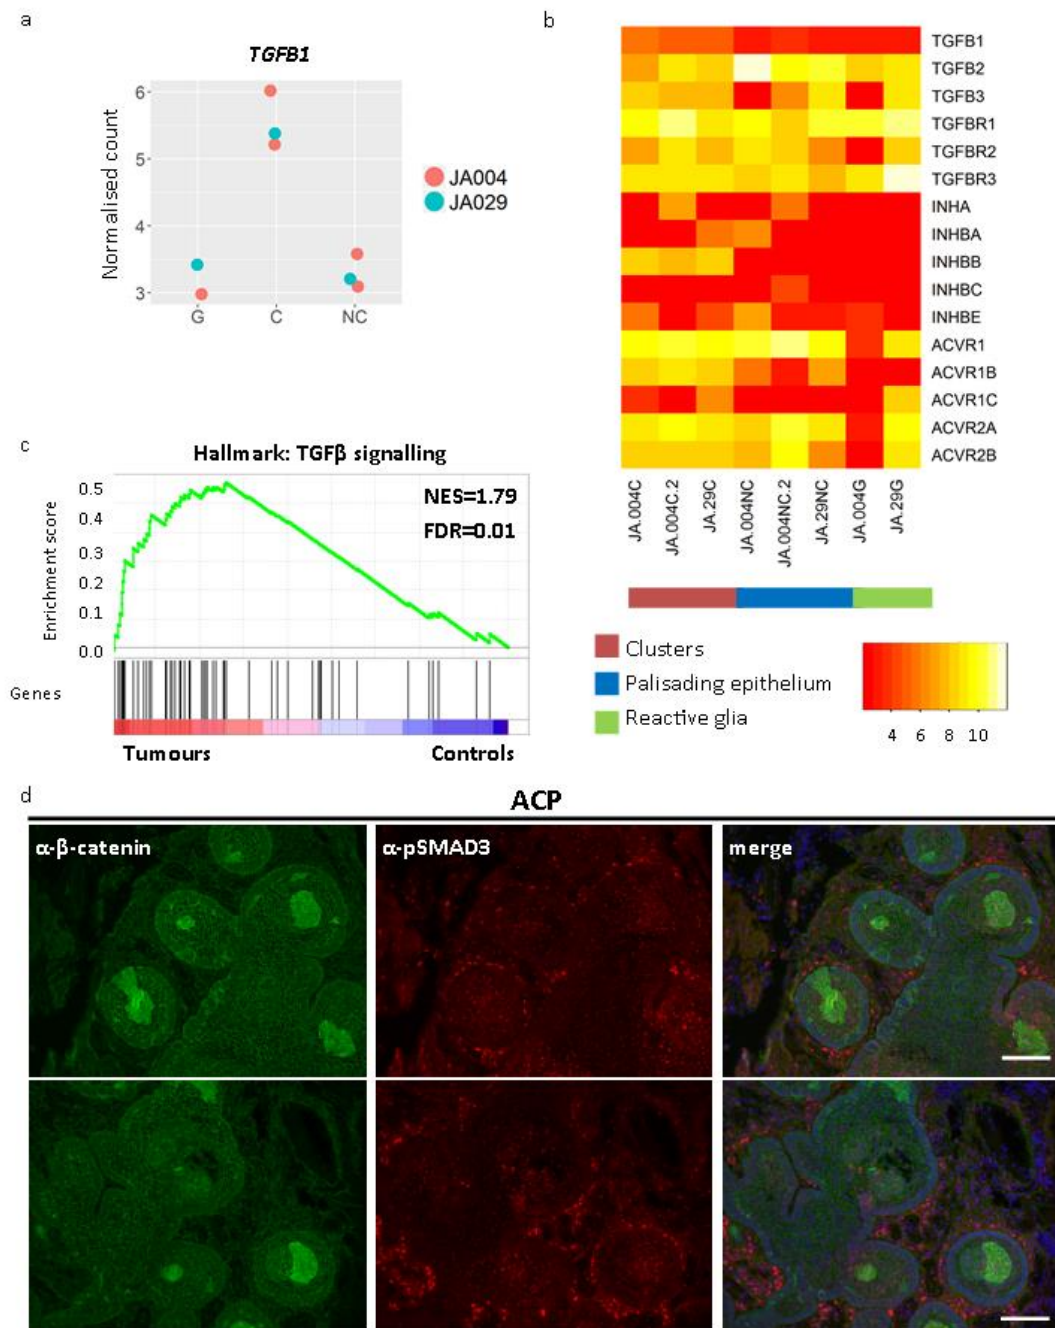 a
TGFB1
Normalised count
6
5
4
3
G C NC
JA004
JA029
b
TGFB1
TGFB2
TGFB3
TGFBR1
TGFBR2
TGFBR3
INHA
INHBA
INHBB
INHBC
INHBE
ACVR1
ACVR1B
ACVR1C
ACVR2A
ACVR2B
JA.004C
JA.004C.2
JA.29C
JA.004NC
JA.004NC.2
JA.29NC
JA.004G
JA.29G
Clusters
Palisading epithelium
Reactive glia
4 6 8 10
c
Hallmark: TGFβ signalling
NES=1.79
FDR=0.01
Enrichment score
0.5
0.4
0.3
0.2
0.1
0.0
Genes
Tumours Controls
d
ACP
α-β-catenin
α-pSMAD3
merge